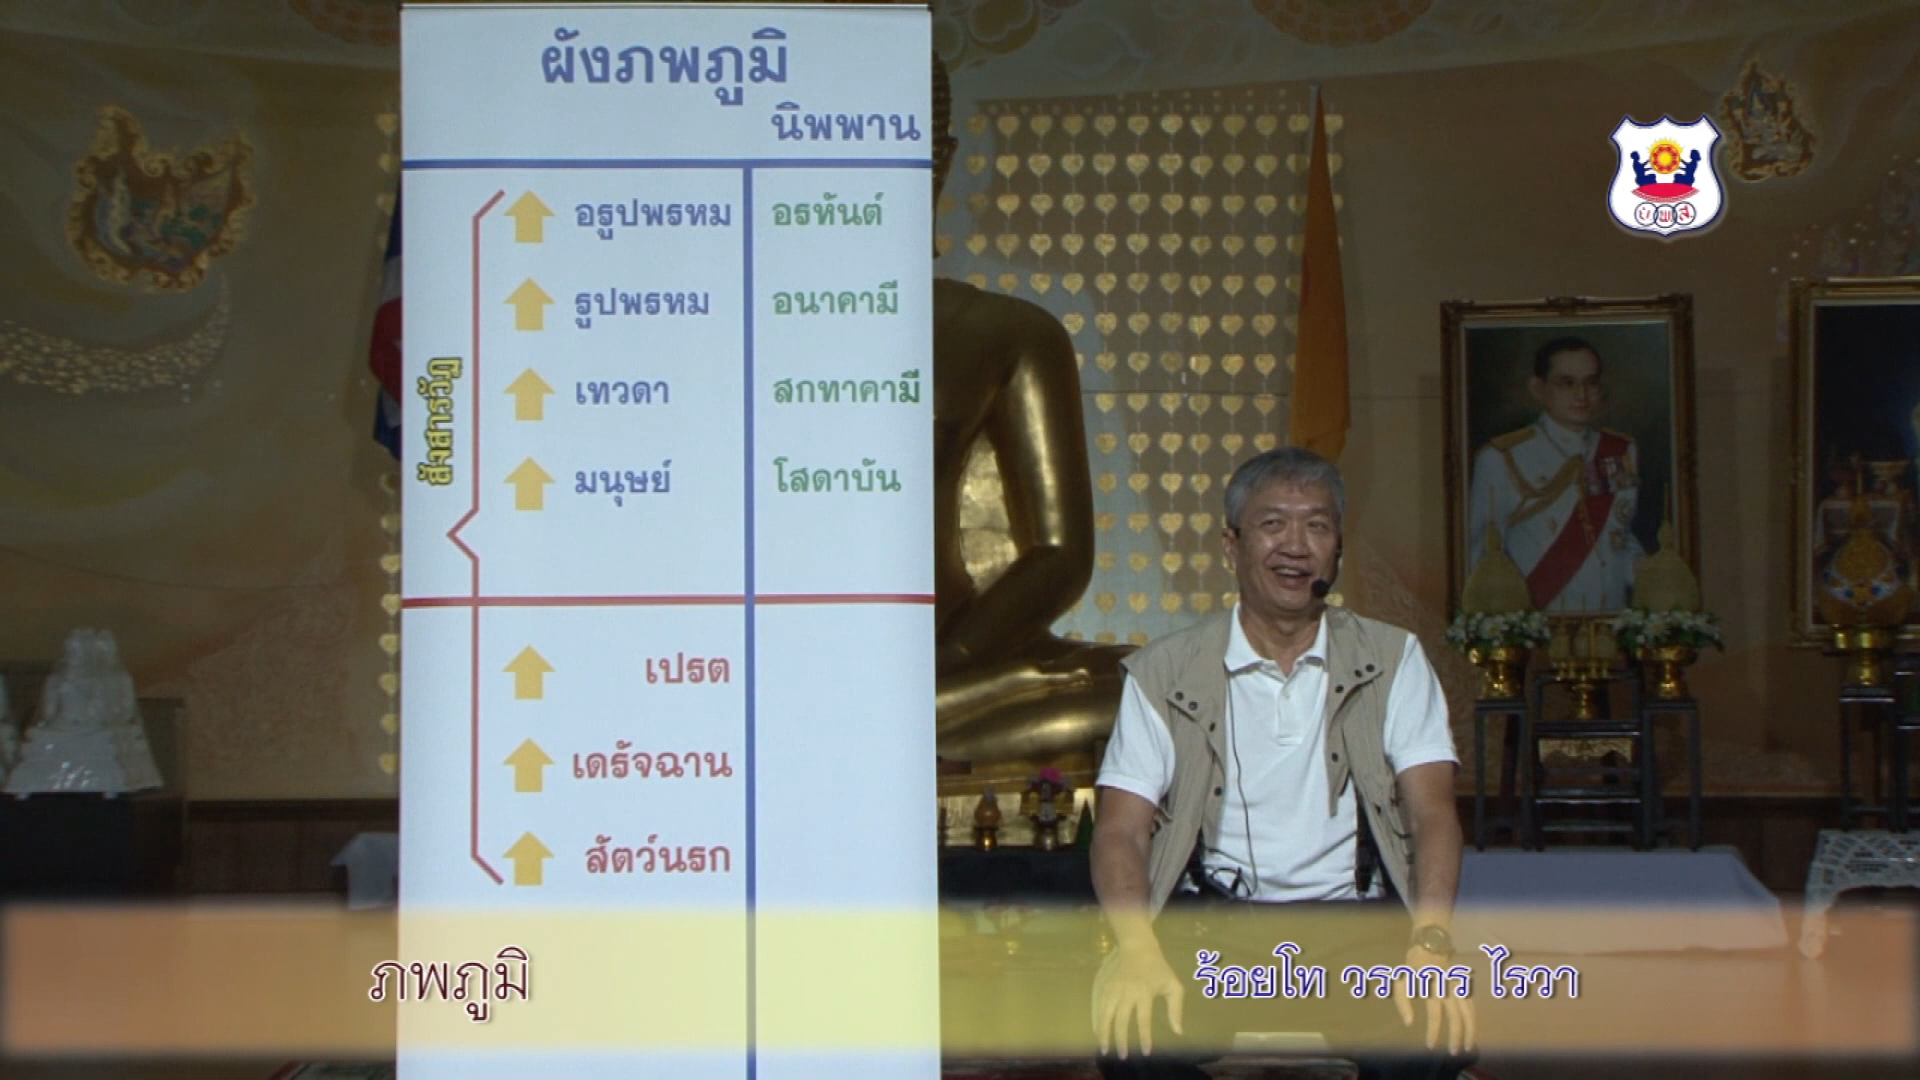 ผังภพภูมิ
นิพพาน
อรูปพรหม อรหันต์
รูปพรหม อนาคามี
เทวดา สกทาคามี
มนุษย์ โสดาบัน
สังสารวัฏ
เปรต
เดรัจฉาน
สัตว์นรก
ย.พ.ส.
ภพภูมิ ร้อยโท วรากร ไรวา